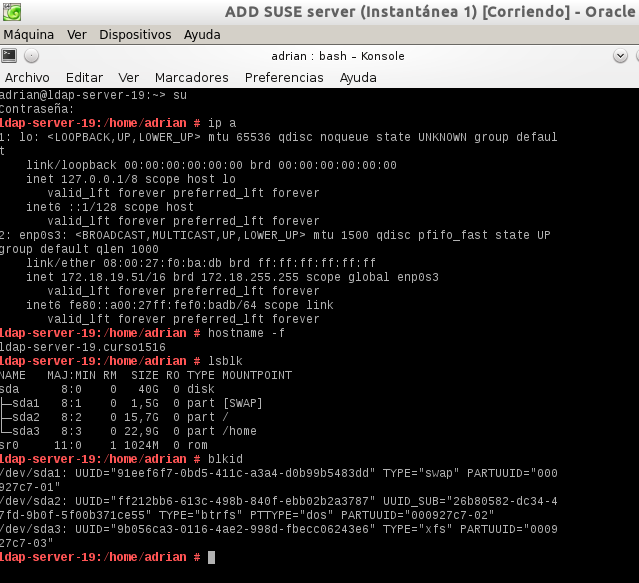 ADD SUSE server (Instantánea 1) [Corriendo] - Oracle
Máquina Ver Dispositivos Ayuda
adrian : bash – Konsole
Archivo Editar Ver Marcadores Preferencias Ayuda
adrian@ldap-server-19:~> su
Contraseña:
ldap-server-19:/home/adrian # ip a
1: lo: <LOOPBACK,UP,LOWER_UP> mtu 65536 qdisc noqueue state UNKNOWN group defaul
t
link/loopback 00:00:00:00:00:00 brd 00:00:00:00:00:00
inet 127.0.0.1/8 scope host lo
valid_lft forever preferred_lft forever
inet6 ::1/128 scope host
valid_lft forever preferred_lft forever
2: enp0s3: <BROADCAST,MULTICAST,UP,LOWER_UP> mtu 1500 qdisc pfifo_fast state UP
group default qlen 1000
link/ether 08:00:27:f0:ba:db brd ff:ff:ff:ff:ff:ff
inet 172.18.19.51/16 brd 172.18.255.255 scope global enp0s3
valid_lft forever preferred_lft forever
inet6 fe80::a00:27ff:fef0:badb/64 scope link
valid_lft forever preferred_lft forever
ldap-server-19:/home/adrian # hostname -f
ldap-server-19.curso1516
ldap-server-19:/home/adrian # lsblk
NAME MAJ:MIN RM SIZE RO TYPE MOUNTPOINT
sda 8:0 0 40G 0 disk
├─sda1 8:1 0 1,5G 0 part [SWAP]
├─sda2 8:2 0 15,7G 0 part /
└─sda3 8:3 0 22,9G 0 part /home
sr0 11:0 1 1024M 0 rom
ldap-server-19:/home/adrian # blkid
/dev/sda1: UUID="91eef6f7-0bd5-411c-a3a4-d0b99b5483dd" TYPE="swap" PARTUUID="000
927c7-01"
/dev/sda2: UUID="ff212bb6-613c-498b-840f-ebb02b2a3787" UUID_SUB="26b80582-dc34-4
7fd-9b0f-5f00b371ce55" TYPE="btrfs" PTTYPE="dos" PARTUUID="000927c7-02"
/dev/sda3: UUID="9b056ca3-0116-4ae2-998d-fbecc06243e6" TYPE="xfs" PARTUUID="0009
27c7-03"
ldap-server-19:/home/adrian #